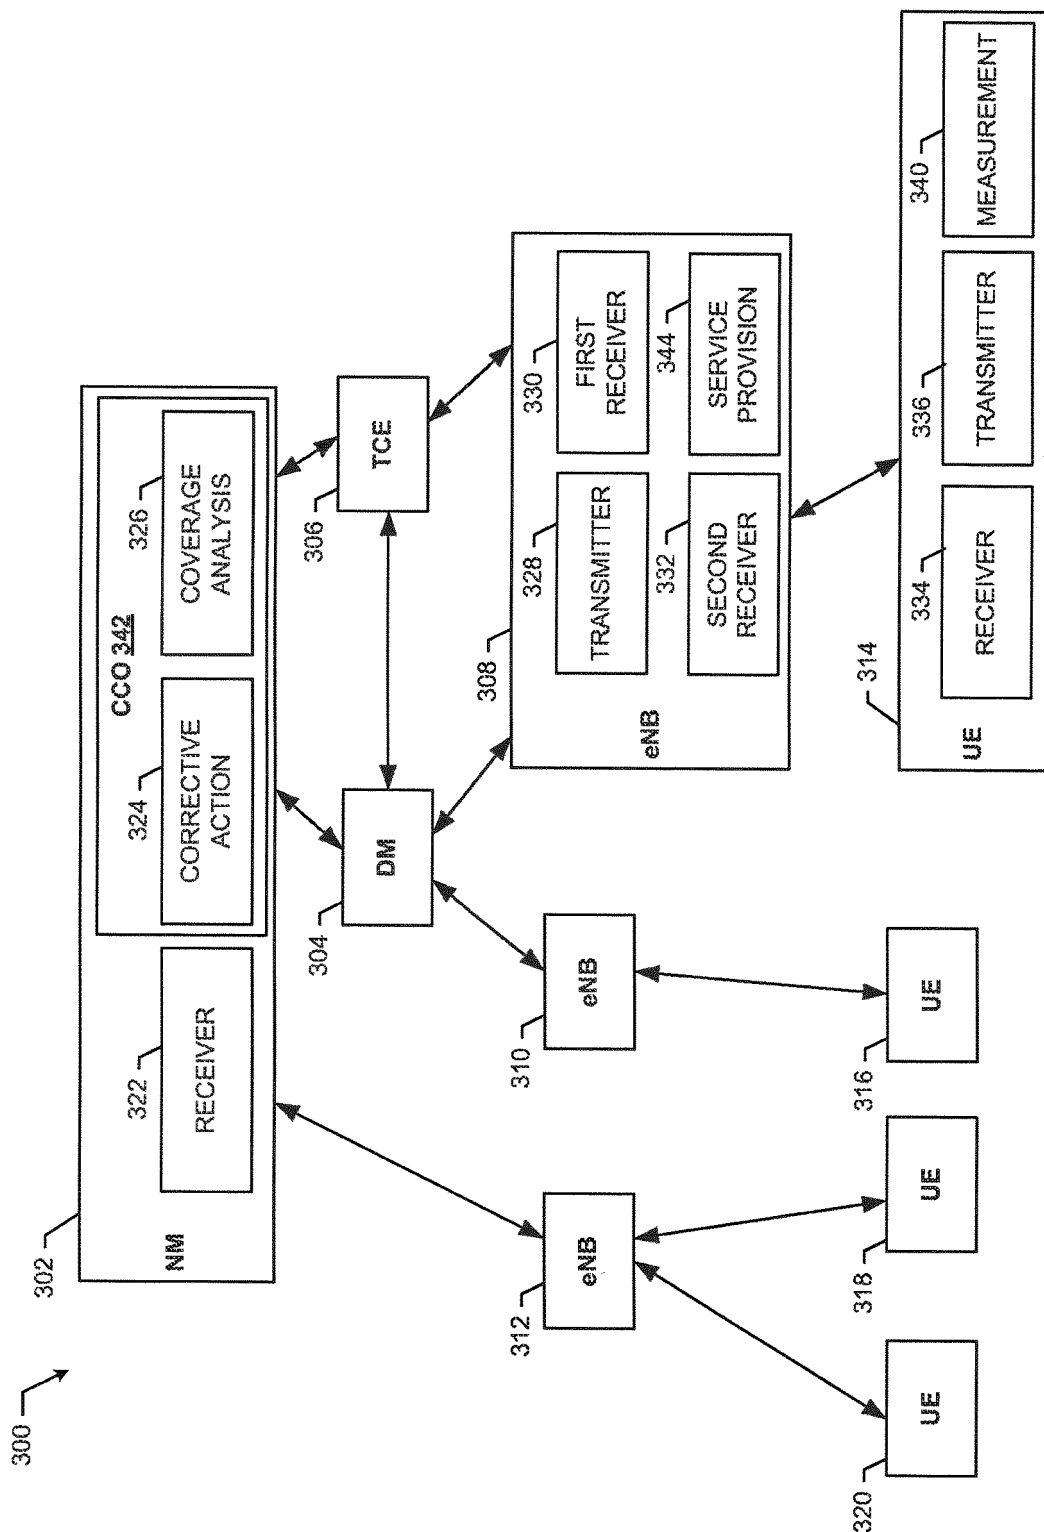 300
302
NM
322
RECEIVER
CCO 342
324
CORRECTIVE
ACTION
326
COVERAGE
ANALYSIS
304
DM
306
TCE
312
eNB
310
eNB
308
eNB
328
TRANSMITTER
330
FIRST
RECEIVER
332
SECOND
RECEIVER
344
SERVICE
PROVISION
320
UE
318
UE
316
UE
314
UE
334
RECEIVER
336
TRANSMITTER
340
MEASUREMENT